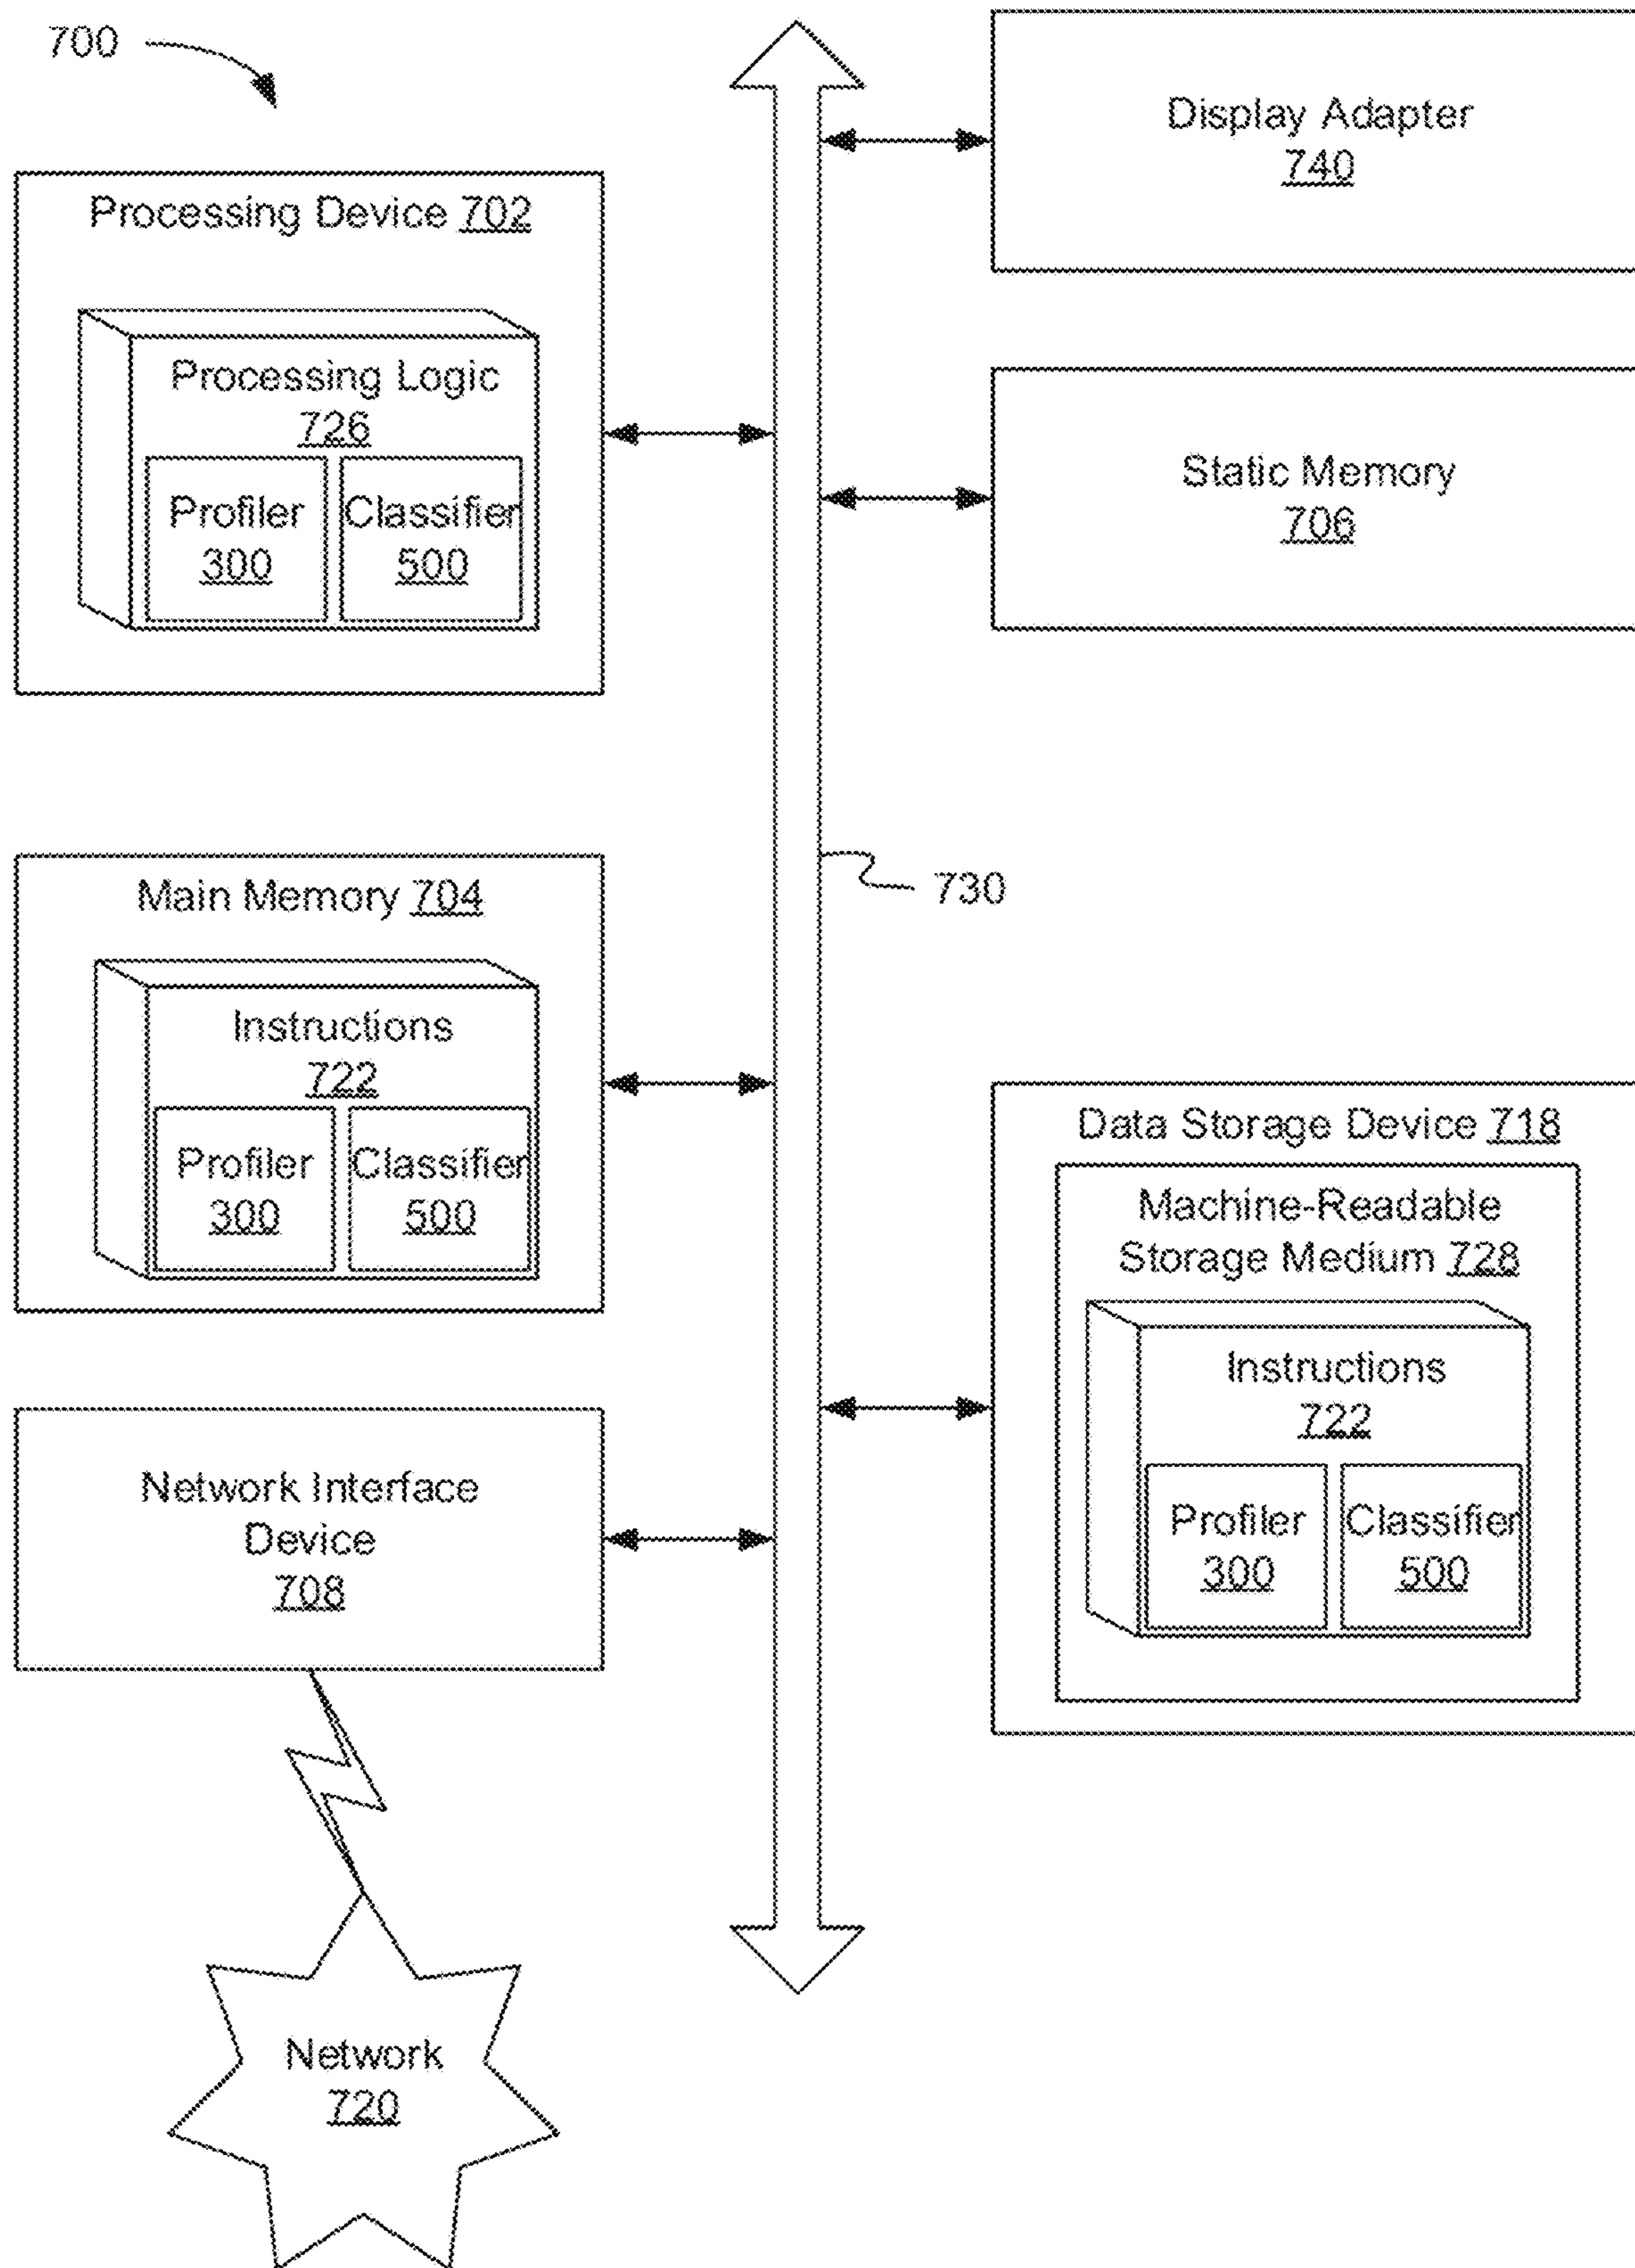 700
Processing Device 702
Processing Logic
726
Profiler
300
Classifier
500
Main Memory 704
Instructions
722
Profiler
300
Classifier
500
Network Interface
Device
708
Network
720
730
Display Adapter
740
Static Memory
706
Data Storage Device 718
Machine-Readable
Storage Medium 728
Instructions
722
Profiler
300
Classifier
500